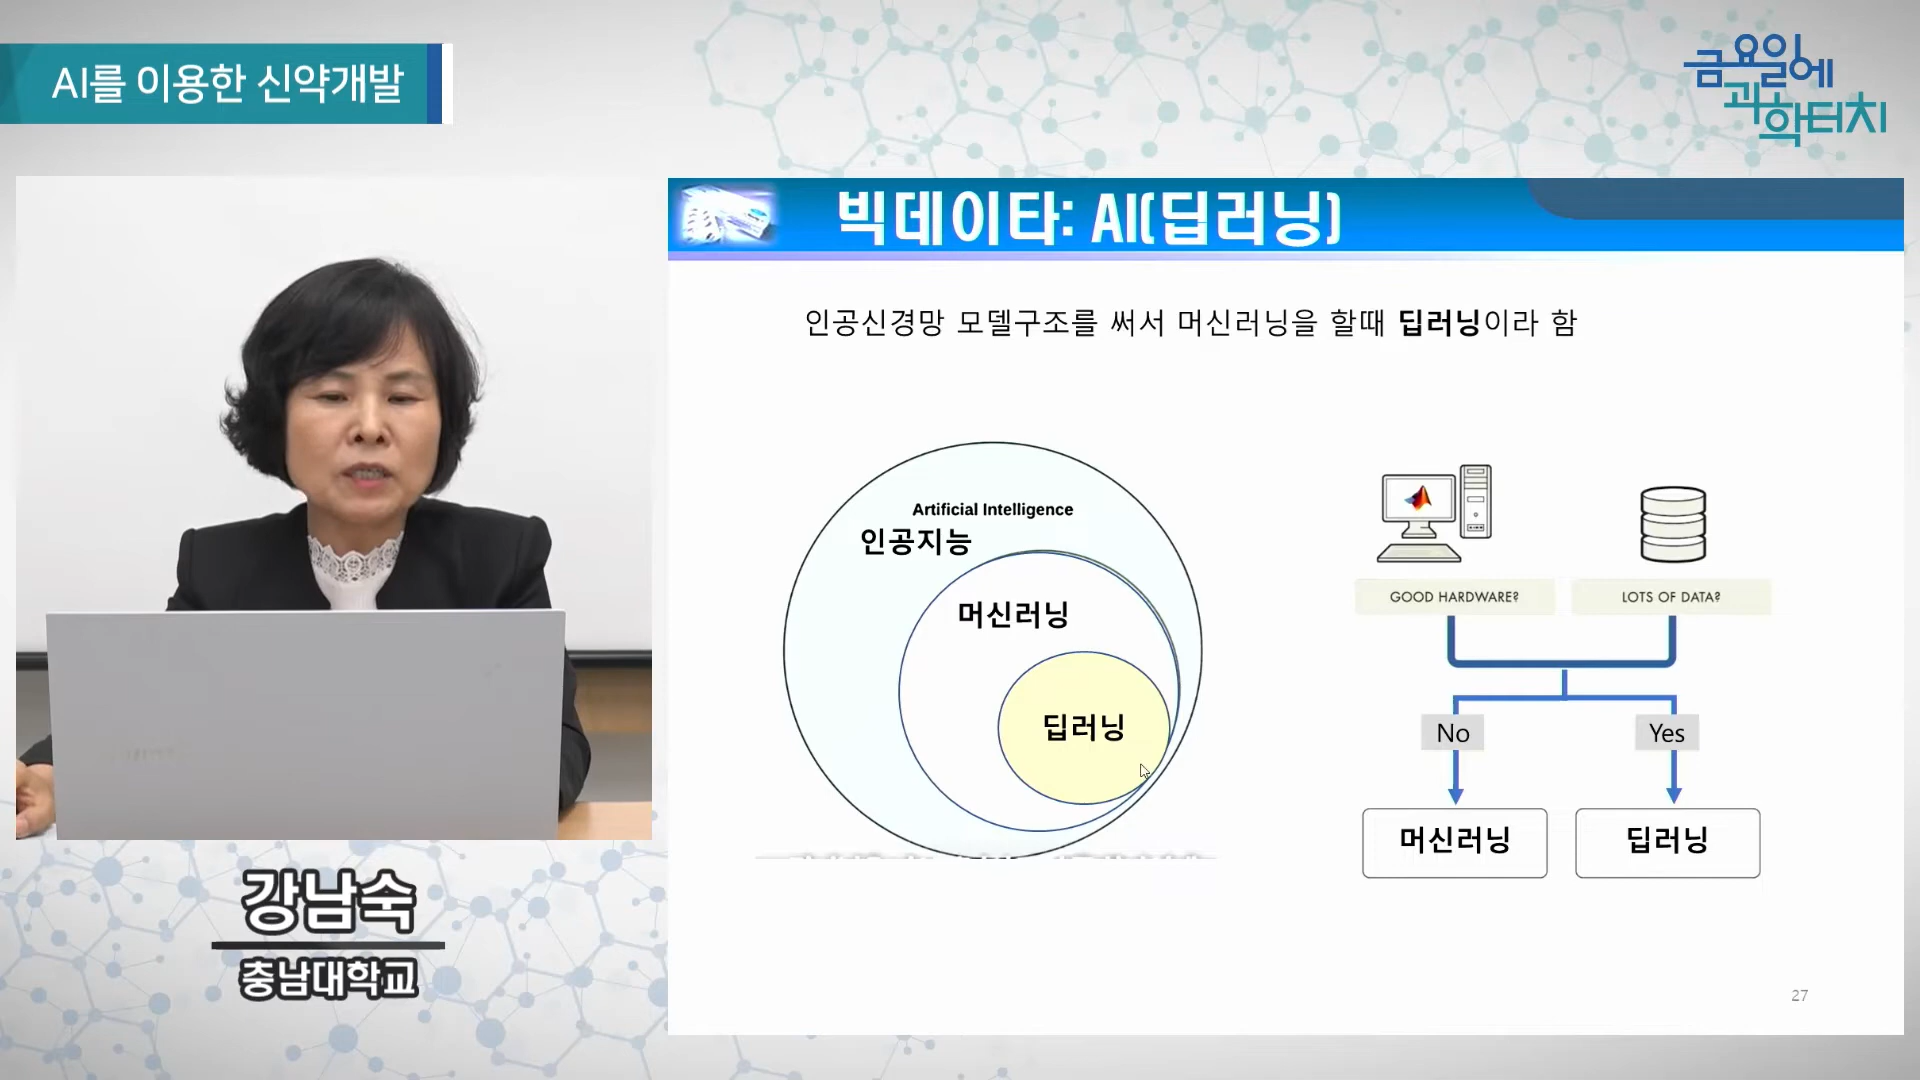 AI를 이용한 신약개발
금요일에
과학터치
빅데이타: AI(딥러닝)
인공신경망 모델구조를 써서 머신러닝을 할때 딥러닝이라 함
Artificial Intelligence
인공지능
머신러닝
딥러닝
GOOD HARDWARE?
LOTS OF DATA?
No
Yes
머신러닝
딥러닝
27
강남숙
충남대학교